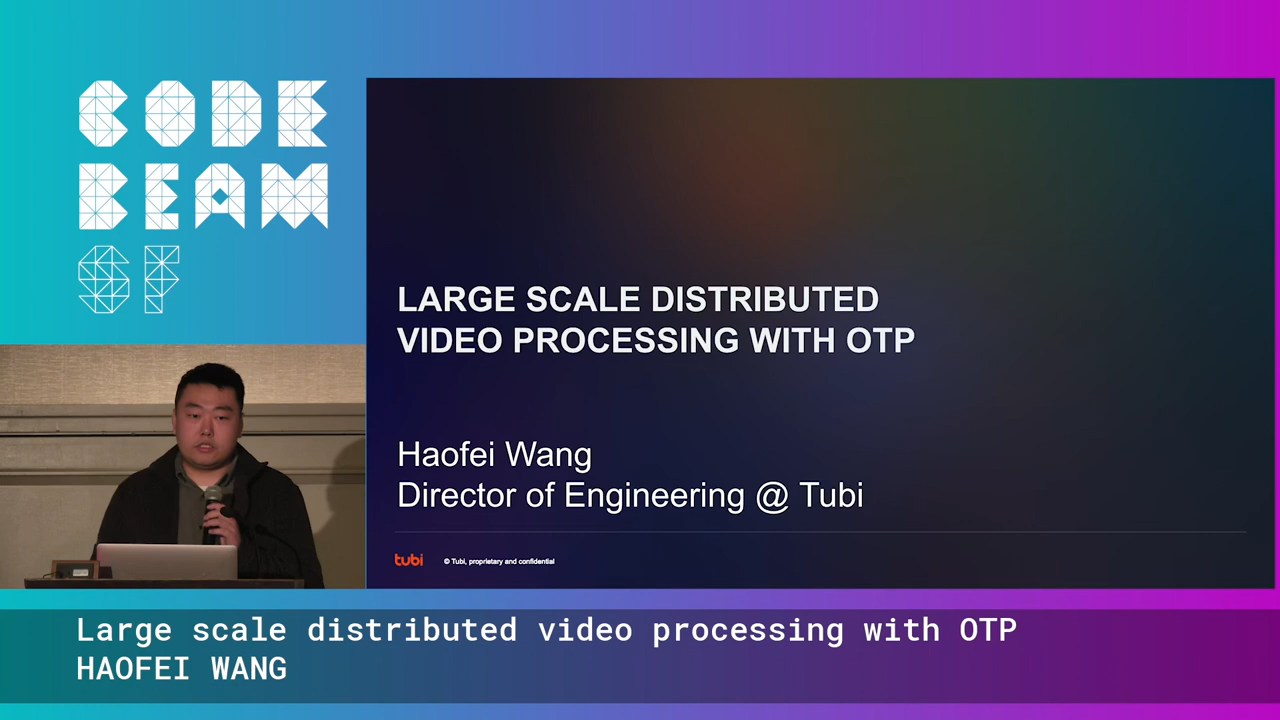 CODE
BEAM
SF
LARGE SCALE DISTRIBUTED
VIDEO PROCESSING WITH OTP
Haofei Wang
Director of Engineering @ Tubi
tubi
© Tubi, proprietary and confidential
Large scale distributed video processing with OTP
HAOFEI WANG